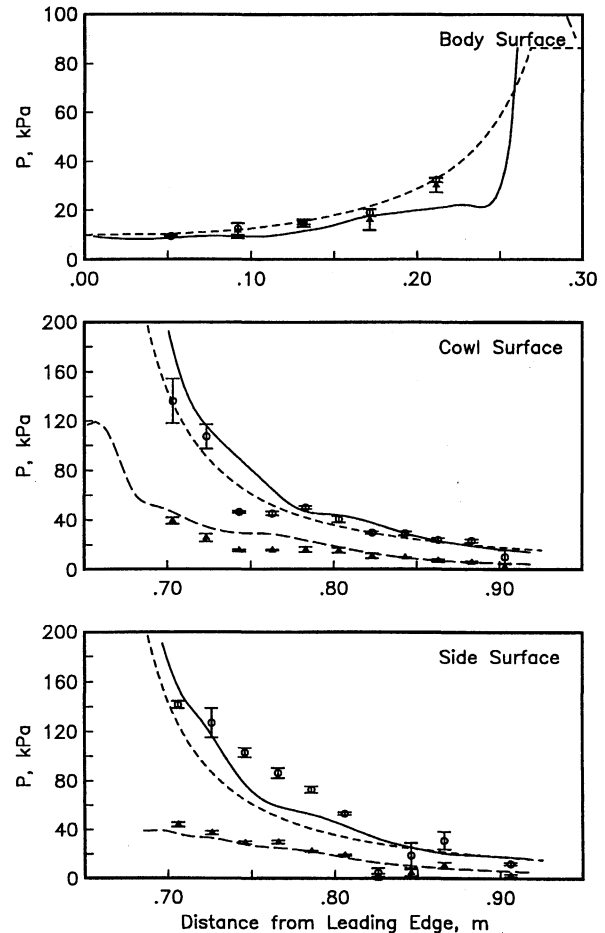 100
Body Surface
80
60
P, kPa
40
20
0
.00 .10 .20 .30
200
Cowl Surface
160
120
P, kPa
80
40
0
.70 .80 .90
200
Side Surface
160
120
P, kPa
80
40
0
.70 .80 .90
Distance from Leading Edge, m